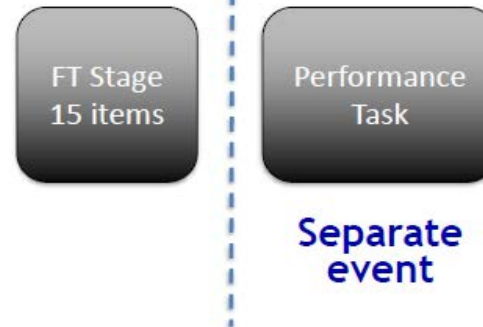 FT Stage
15 items
Performance
Task
Separate
event